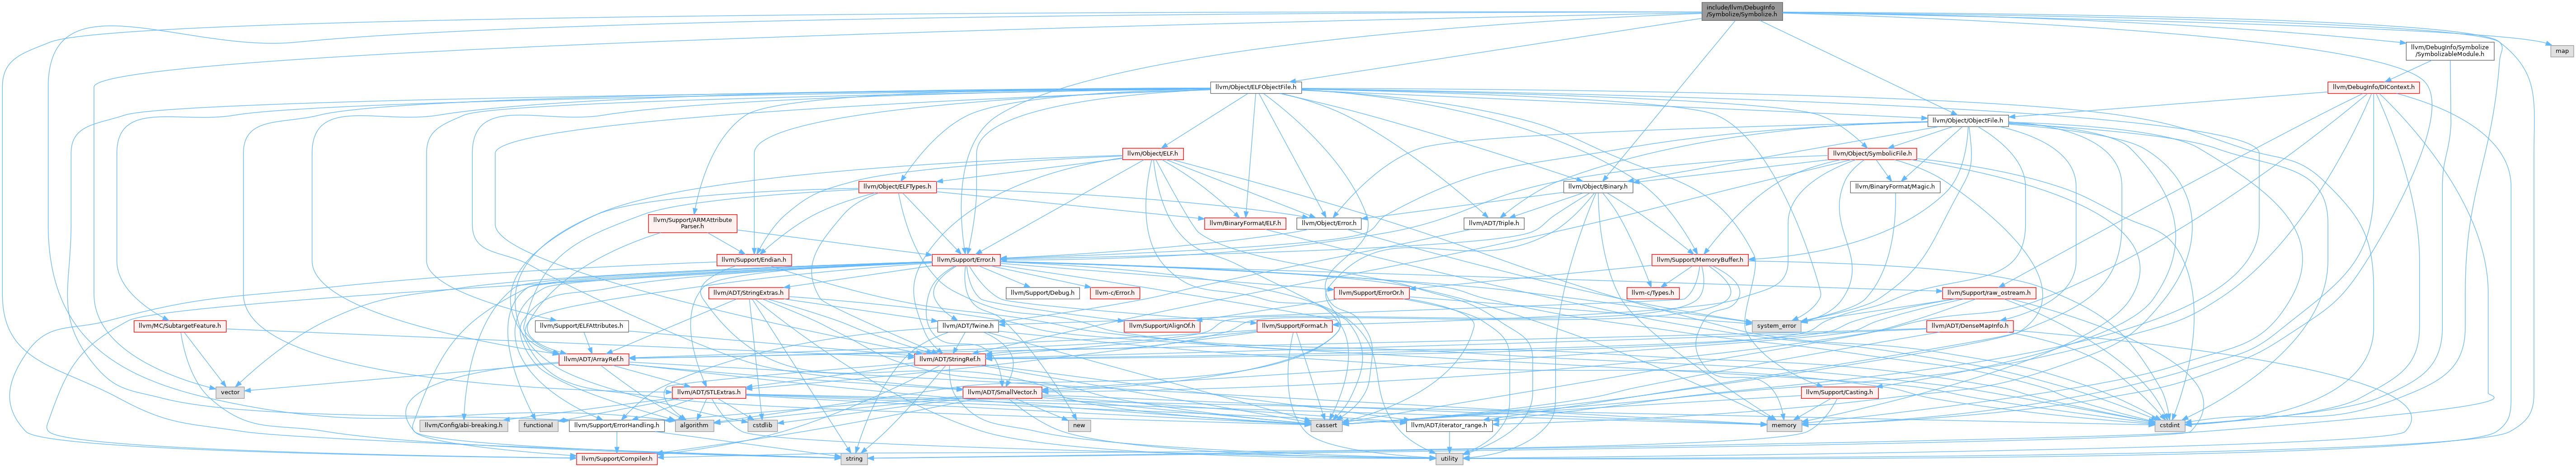 include/llvm/DebugInfo
/Symbolize/Symbolize.h
map
llvm/DebugInfo/Symbolize
/SymbolizableModule.h
llvm/Object/ELFObjectFile.h
llvm/DebugInfo/DIContext.h
llvm/Object/ObjectFile.h
llvm/Object/ELF.h
llvm/Object/SymbolicFile.h
llvm/Object/ELFTypes.h
llvm/Object/Binary.h
llvm/BinaryFormat/Magic.h
llvm/Support/ARMAttribute
Parser.h
llvm/BinaryFormat/ELF.h
llvm/Object/Error.h
llvm/ADT/Triple.h
llvm/Support/Endian.h
llvm/Support/Error.h
llvm/Support/MemoryBuffer.h
llvm/ADT/StringExtras.h
llvm/Support/Debug.h
llvm-c/Error.h
llvm/Support/ErrorOr.h
llvm-c/Types.h
llvm/Support/raw_ostream.h
llvm/MC/SubtargetFeature.h
llvm/Support/ELFAttributes.h
llvm/ADT/Twine.h
llvm/Support/AlignOf.h
llvm/Support/Format.h
system_error
llvm/ADT/DenseMapInfo.h
llvm/ADT/ArrayRef.h
llvm/ADT/StringRef.h
vector
llvm/ADT/STLExtras.h
llvm/ADT/SmallVector.h
llvm/Support/Casting.h
llvm/Config/abi-breaking.h
functional
llvm/Support/ErrorHandling.h
algorithm
cstdlib
new
cassert
llvm/ADT/iterator_range.h
memory
cstdint
llvm/Support/Compiler.h
string
utility